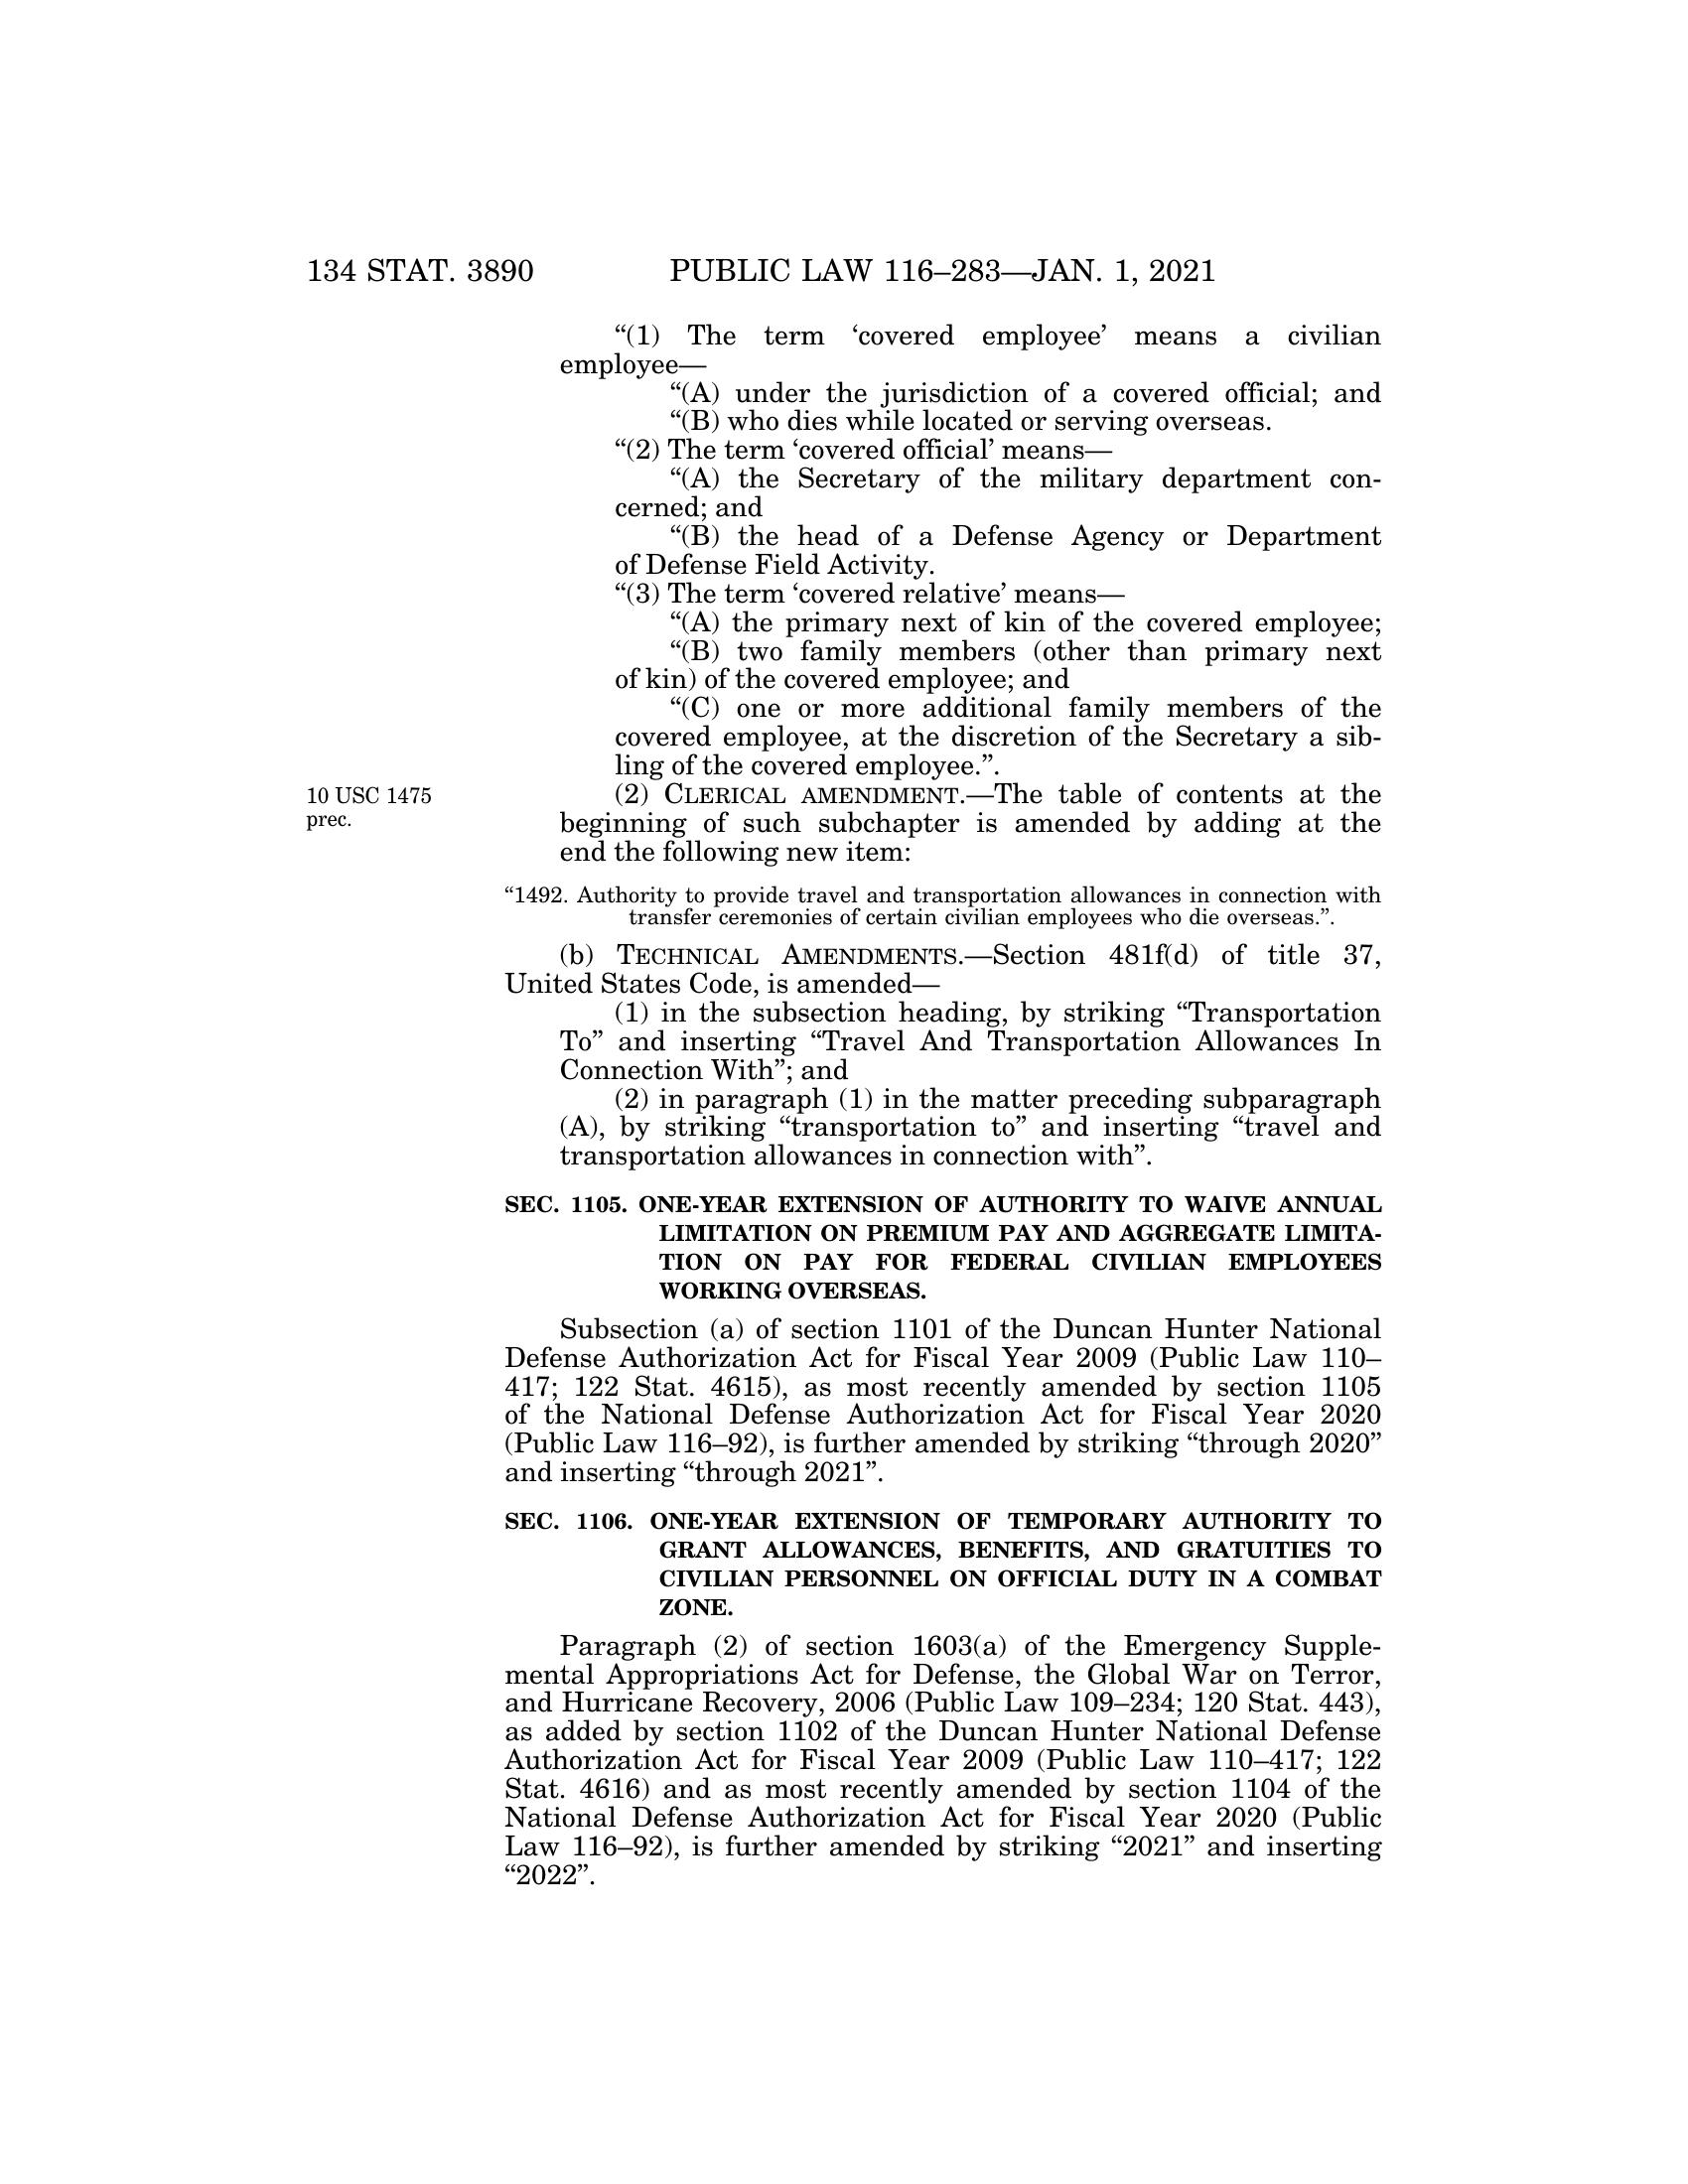 134 STAT. 3890 PUBLIC LAW 116–283—JAN. 1, 2021
“(1) The term ‘covered employee’ means a civilian
employee—
“(A) under the jurisdiction of a covered official; and
“(B) who dies while located or serving overseas.
“(2) The term ‘covered official’ means—
“(A) the Secretary of the military department con-
cerned; and
“(B) the head of a Defense Agency or Department
of Defense Field Activity.
“(3) The term ‘covered relative’ means—
“(A) the primary next of kin of the covered employee;
“(B) two family members (other than primary next
of kin) of the covered employee; and
“(C) one or more additional family members of the
covered employee, at the discretion of the Secretary a sib-
ling of the covered employee.”.
10 USC 1475
prec.
(2) CLERICAL AMENDMENT.—The table of contents at the
beginning of such subchapter is amended by adding at the
end the following new item:
“1492. Authority to provide travel and transportation allowances in connection with
transfer ceremonies of certain civilian employees who die overseas.”.
(b) TECHNICAL AMENDMENTS.—Section 481f(d) of title 37,
United States Code, is amended—
(1) in the subsection heading, by striking “Transportation
To” and inserting “Travel And Transportation Allowances In
Connection With”; and
(2) in paragraph (1) in the matter preceding subparagraph
(A), by striking “transportation to” and inserting “travel and
transportation allowances in connection with”.
SEC. 1105. ONE-YEAR EXTENSION OF AUTHORITY TO WAIVE ANNUAL
LIMITATION ON PREMIUM PAY AND AGGREGATE LIMITA-
TION ON PAY FOR FEDERAL CIVILIAN EMPLOYEES
WORKING OVERSEAS.
Subsection (a) of section 1101 of the Duncan Hunter National
Defense Authorization Act for Fiscal Year 2009 (Public Law 110–
417; 122 Stat. 4615), as most recently amended by section 1105
of the National Defense Authorization Act for Fiscal Year 2020
(Public Law 116–92), is further amended by striking “through 2020”
and inserting “through 2021”.
SEC. 1106. ONE-YEAR EXTENSION OF TEMPORARY AUTHORITY TO
GRANT ALLOWANCES, BENEFITS, AND GRATUITIES TO
CIVILIAN PERSONNEL ON OFFICIAL DUTY IN A COMBAT
ZONE.
Paragraph (2) of section 1603(a) of the Emergency Supple-
mental Appropriations Act for Defense, the Global War on Terror,
and Hurricane Recovery, 2006 (Public Law 109–234; 120 Stat. 443),
as added by section 1102 of the Duncan Hunter National Defense
Authorization Act for Fiscal Year 2009 (Public Law 110–417; 122
Stat. 4616) and as most recently amended by section 1104 of the
National Defense Authorization Act for Fiscal Year 2020 (Public
Law 116–92), is further amended by striking “2021” and inserting
“2022”.